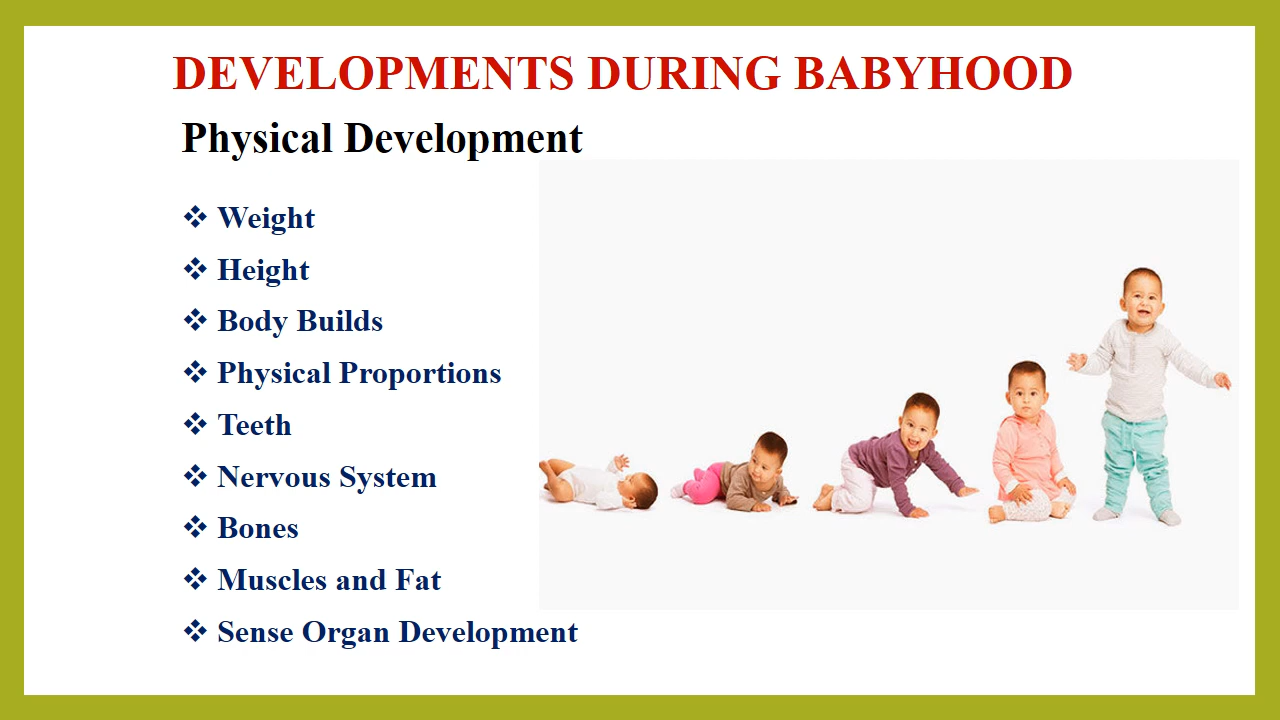 DEVELOPMENTS DURING BABYHOOD
Physical Development
❖ Weight
❖ Height
❖ Body Builds
❖ Physical Proportions
❖ Teeth
❖ Nervous System
❖ Bones
❖ Muscles and Fat
❖ Sense Organ Development